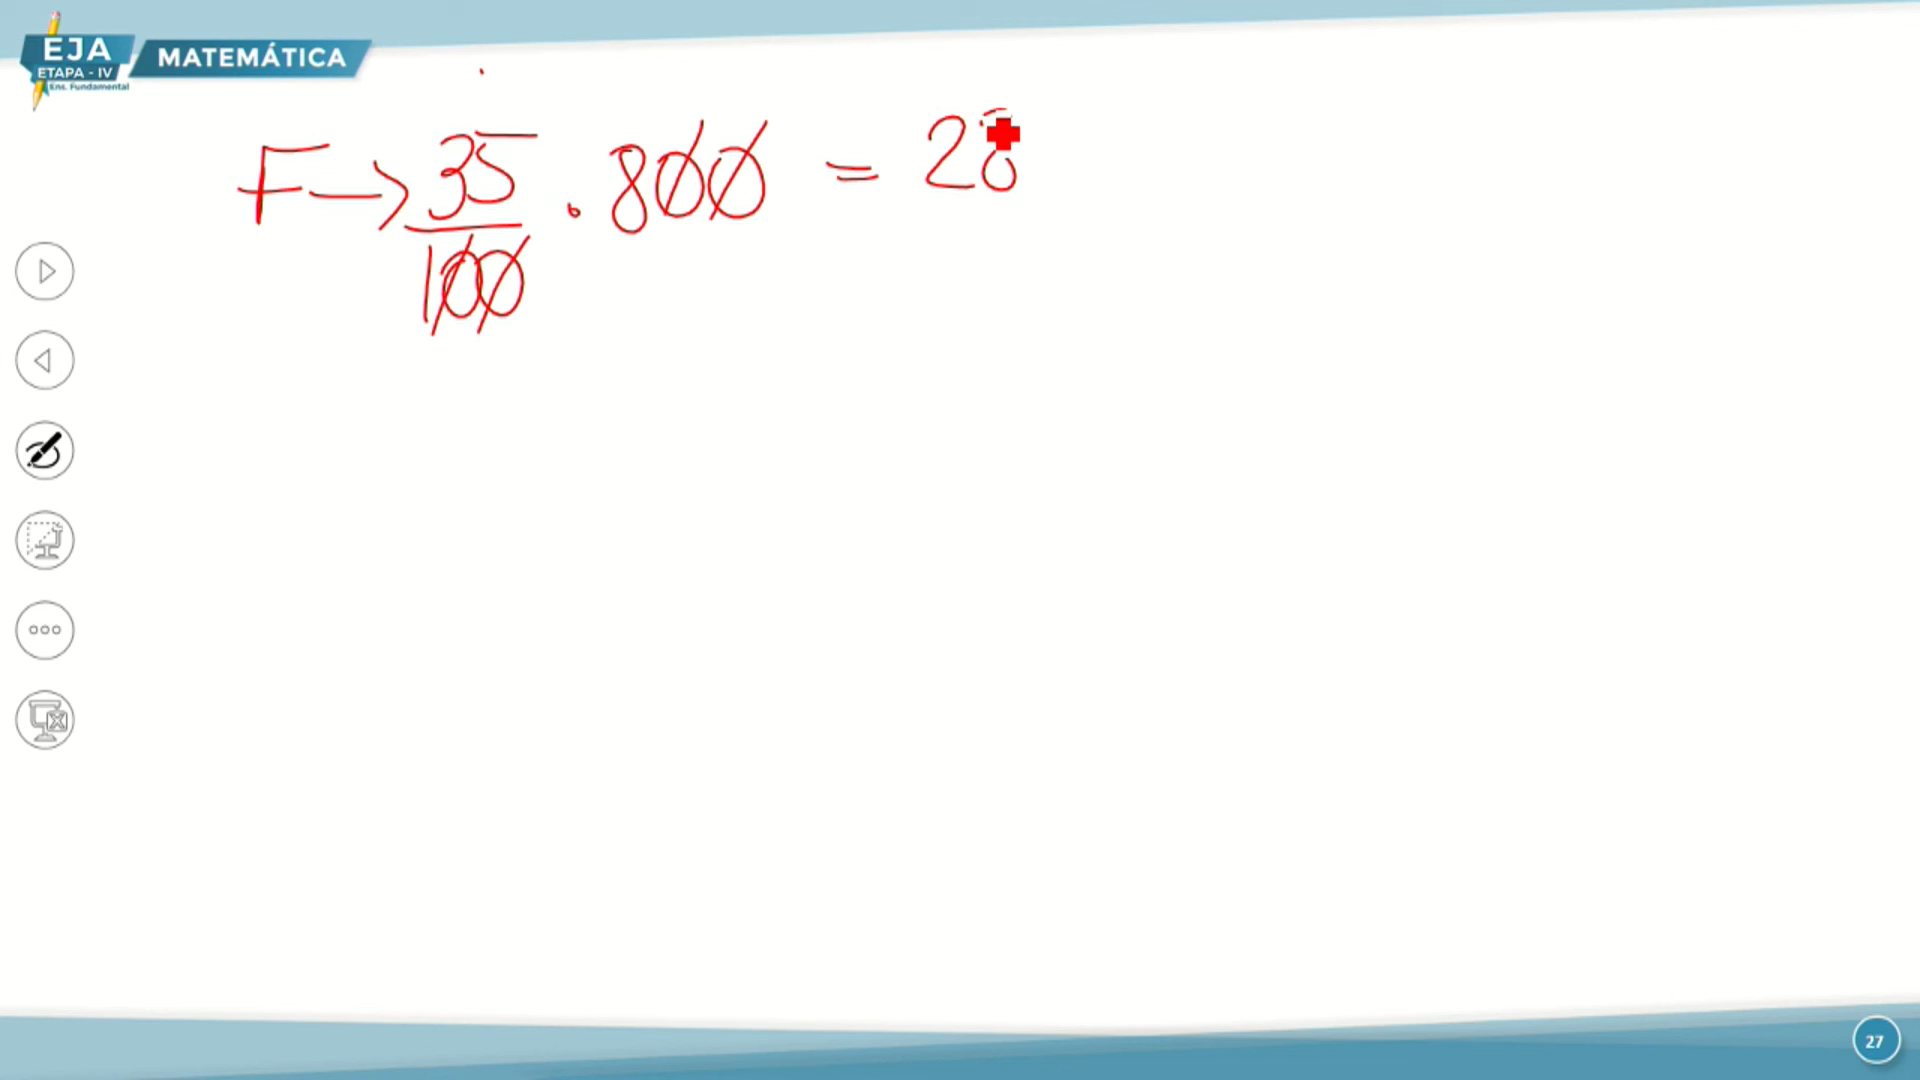 EJA
ETAPA - IV
Ens. Fundamental
MATEMÁTICA
F→ 35/100 . 800 = 28
27